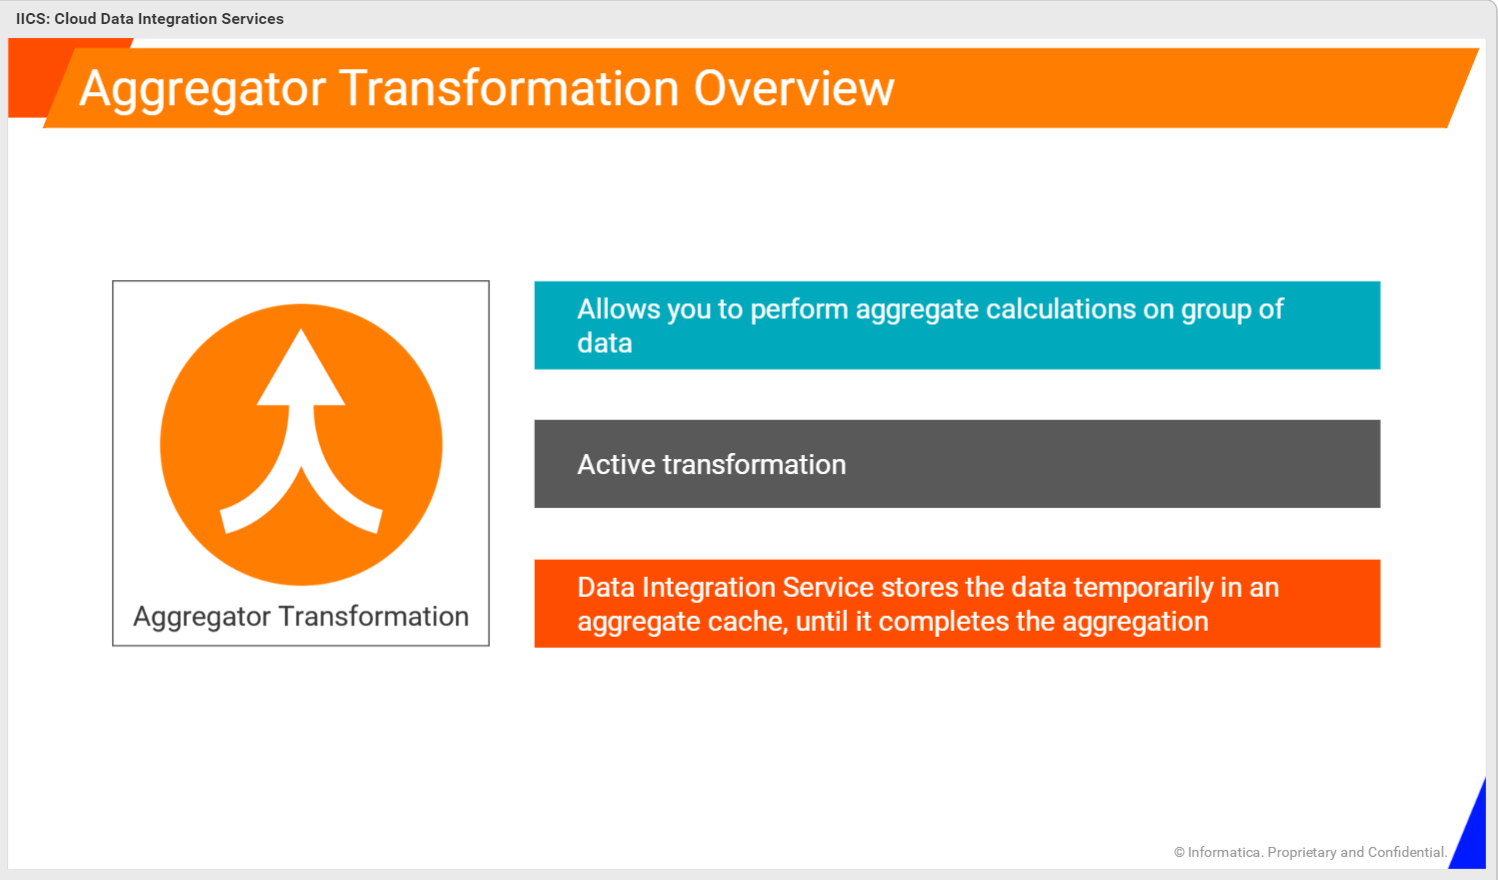 IICS: Cloud Data Integration Services
Aggregator Transformation Overview
Allows you to perform aggregate calculations on group of
data
Active transformation
Data Integration Service stores the data temporarily in an
aggregate cache, until it completes the aggregation
Aggregator Transformation
© Informatica. Proprietary and Confidential.